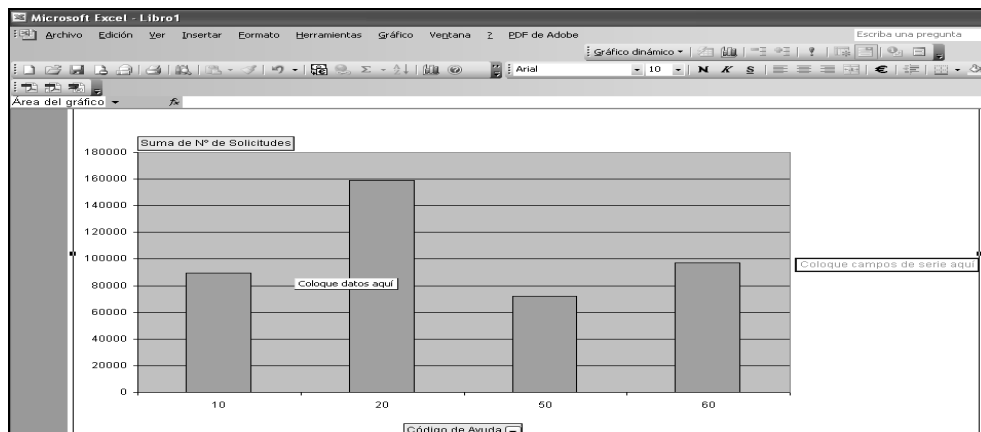 Microsoft Excel - Libro1
Archivo Edición Ver Insertar Formato Herramientas Gráfico Ventana ? PDF de Adobe Escriba una pregunta
Gráfico dinámico
Arial 10 N K S €
Área del gráfico fx
Suma de Nº de Solicitudes
180000
160000
140000
120000
100000
80000
60000
40000
20000
0
Coloque datos aquí
Coloque campos de serie aquí
10 20 50 60
Código de Ayuda